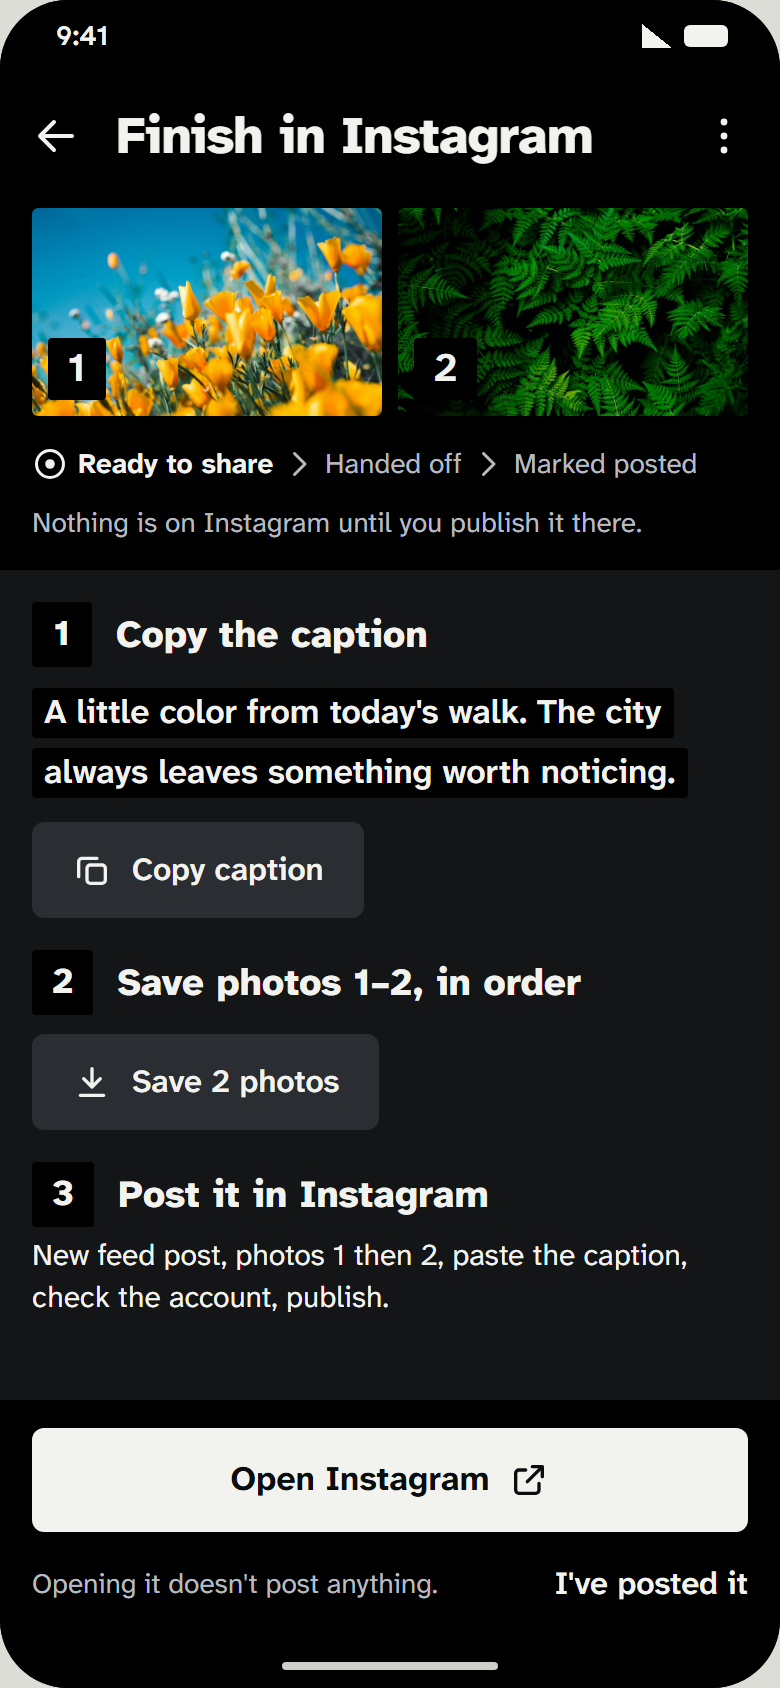 9:41
Finish in Instagram
1
2
Ready to share
Handed off
Marked posted
Nothing is on Instagram until you publish it there.
1
Copy the caption
A little color from today's walk. The city
always leaves something worth noticing.
Copy caption
2
Save photos 1–2, in order
Save 2 photos
3
Post it in Instagram
New feed post, photos 1 then 2, paste the caption,
check the account, publish.
Open Instagram
Opening it doesn't post anything.
I've posted it